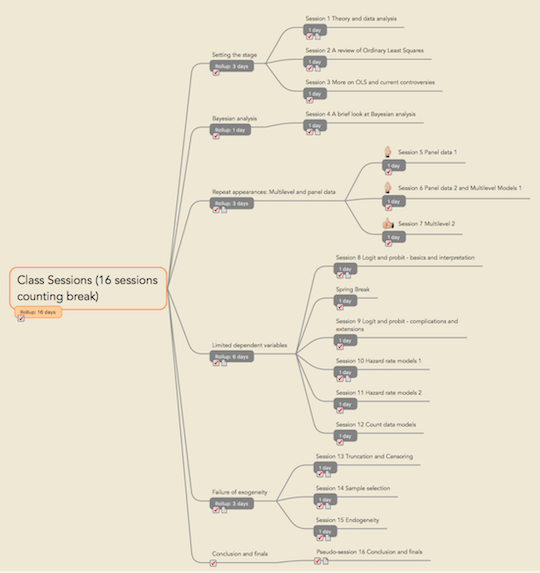 Class Sessions (16 sessions
counting break)
Rollup: 16 days
Setting the stage
Rollup: 3 days
Session 1 Theory and data analysis
1 day
Session 2 A review of Ordinary Least Squares
1 day
Session 3 More on OLS and current controversies
1 day
Bayesian analysis
Rollup: 1 day
Session 4 A brief look at Bayesian analysis
1 day
Repeat appearances: Multilevel and panel data
Rollup: 3 days
Session 5 Panel data 1
1 day
Session 6 Panel data 2 and Multilevel Models 1
1 day
Session 7 Multilevel 2
1 day
Limited dependent variables
Rollup: 6 days
Session 8 Logit and probit - basics and interpretation
1 day
Spring Break
1 day
Session 9 Logit and probit - complications and
extensions
1 day
Session 10 Hazard rate models 1
1 day
Session 11 Hazard rate models 2
1 day
Session 12 Count data models
1 day
Failure of exogeneity
Rollup: 3 days
Session 13 Truncation and Censoring
1 day
Session 14 Sample selection
1 day
Session 15 Endogeneity
1 day
Conclusion and finals
Pseudo-session 16 Conclusion and finals